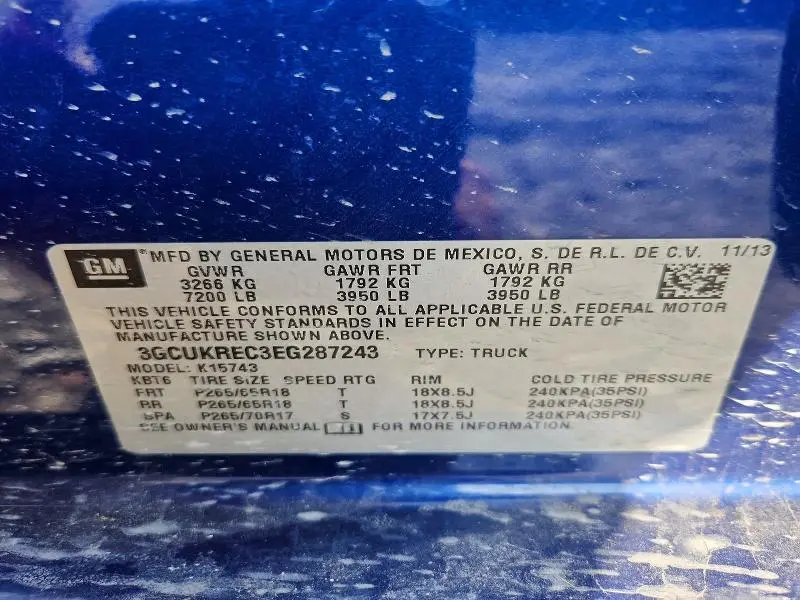 GM ® MFD BY GENERAL MOTORS DE MEXICO, S. DE R.L. DE C.V. 11/13
GVWR GAWR FRT GAWR RR
3266 KG 1792 KG 1792 KG
7200 LB 3950 LB 3950 LB
THIS VEHICLE CONFORMS TO ALL APPLICABLE U.S. FEDERAL MOTOR
VEHICLE SAFETY STANDARDS IN EFFECT ON THE DATE OF
MANUFACTURE SHOWN ABOVE.
3GCUKREC3EG287243 TYPE: TRUCK
MODEL: K15743
KBT6 TIRE SIZE SPEED RTG RIM COLD TIRE PRESSURE
FRT P265/65R18 T 18X8.5J 240KPA(35PSI)
RR P265/65R18 T 18X8.5J 240KPA(35PSI)
SPA P265/70R17 S 17X7.5J 240KPA(35PSI)
SEE OWNER'S MANUAL FOR MORE INFORMATION